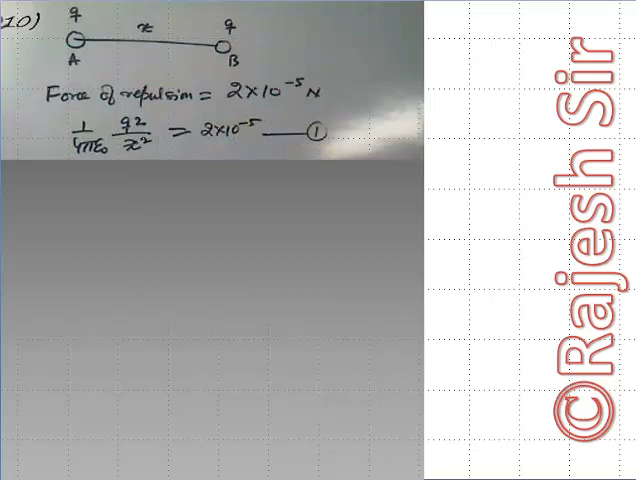 10)
q q
x
A B
Force of repulsion = 2×10⁻⁵ N
1/4πε₀ q²/x² = 2×10⁻⁵ —— ①
©Rajesh Sir